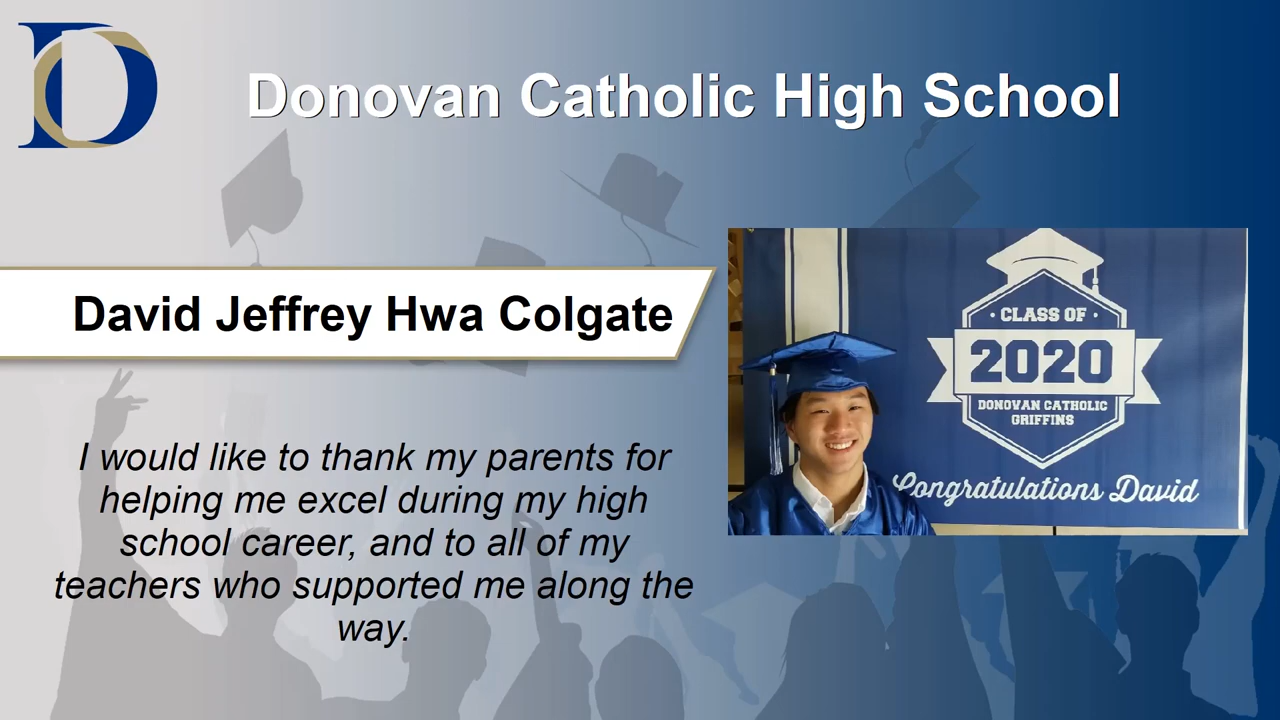 Donovan Catholic High School
David Jeffrey Hwa Colgate
I would like to thank my parents for
helping me excel during my high
school career, and to all of my
teachers who supported me along the
way.
CLASS OF
2020
DONOVAN CATHOLIC
GRIFFINS
Congratulations David